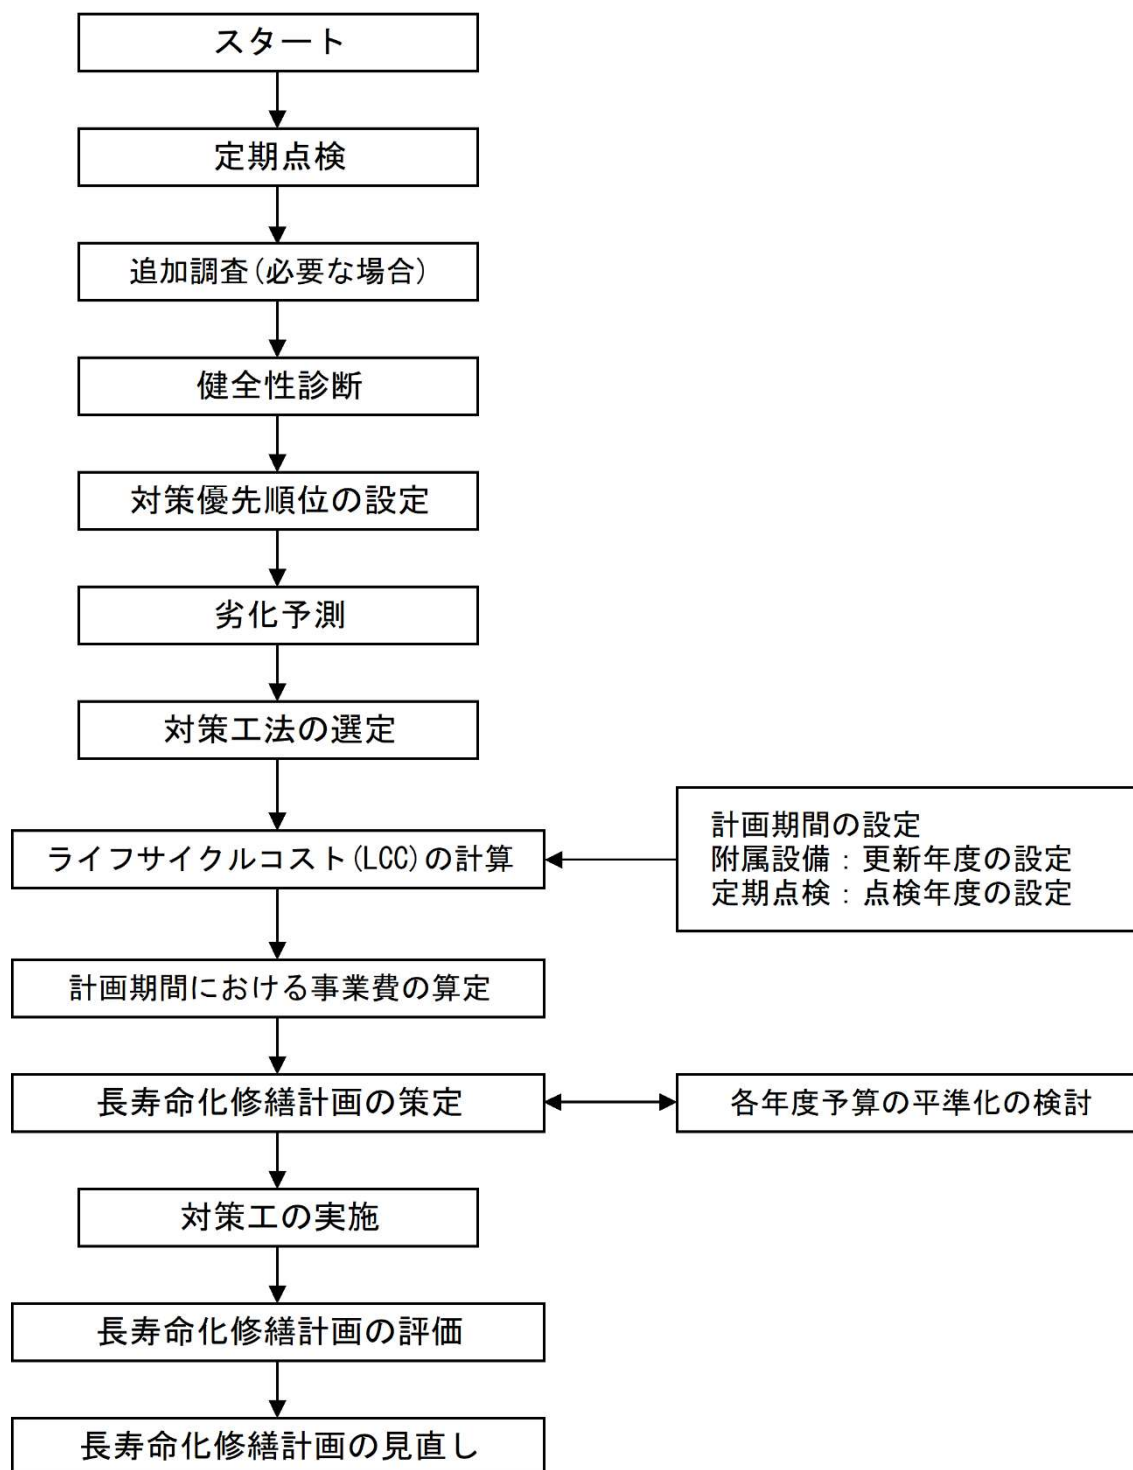 スタート
定期点検
追加調査(必要な場合)
健全性診断
対策優先順位の設定
劣化予測
対策工法の選定
ライフサイクルコスト(LCC)の計算
計画期間の設定
附属設備：更新年度の設定
定期点検：点検年度の設定
計画期間における事業費の算定
長寿命化修繕計画の策定
各年度予算の平準化の検討
対策工の実施
長寿命化修繕計画の評価
長寿命化修繕計画の見直し